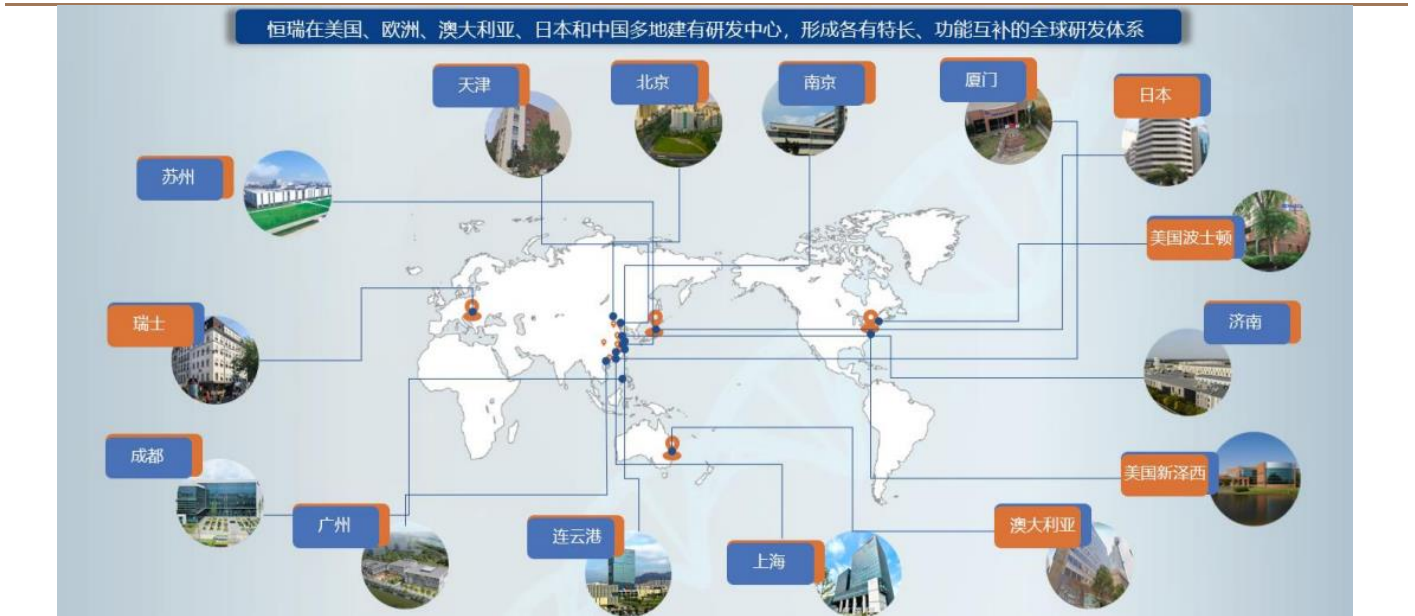 恒瑞在美国、欧洲、澳大利亚、日本和中国多地建有研发中心，形成各有特长、功能互补的全球研发体系
天津
北京
南京
厦门
日本
苏州
美国波士顿
瑞士
济南
成都
美国新泽西
广州
连云港
上海
澳大利亚